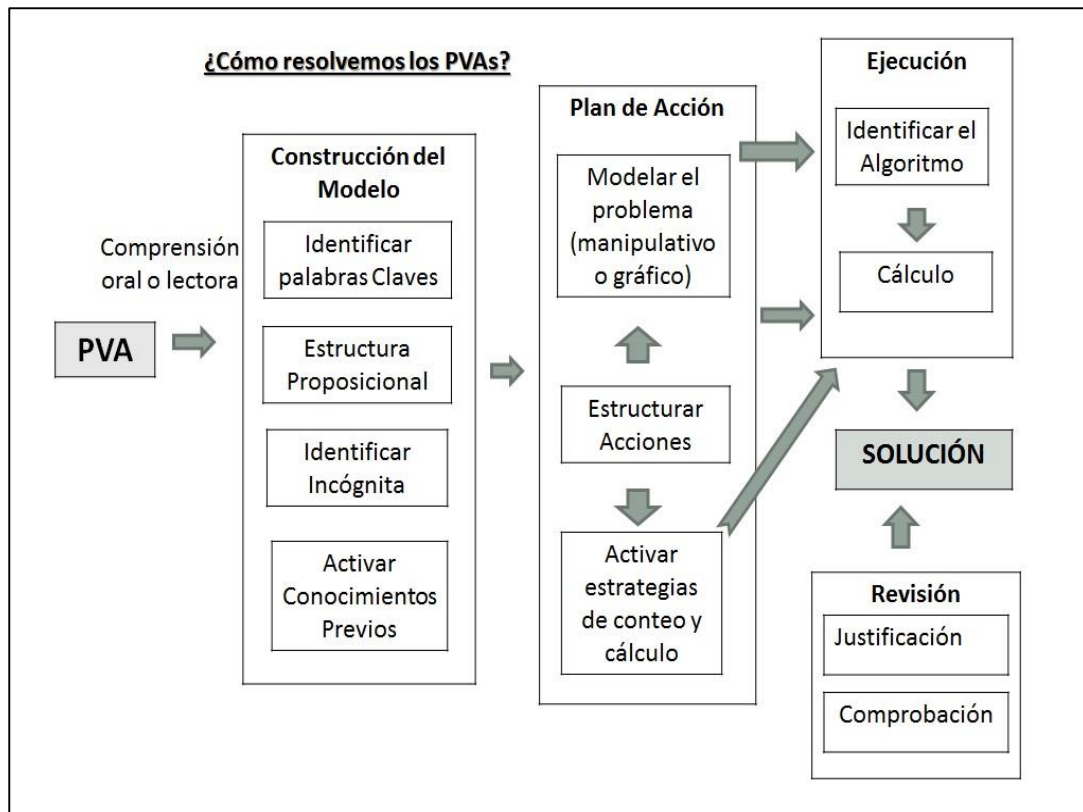 ¿Cómo resolvemos los PVAs?
Comprensión
oral o lectora
PVA
Construcción del
Modelo
Identificar
palabras Claves
Estructura
Proposicional
Identificar
Incógnita
Activar
Conocimientos
Previos
Plan de Acción
Modelar el
problema
(manipulativo
o gráfico)
Estructurar
Acciones
Activar
estrategias
de conteo y
cálculo
Ejecución
Identificar el
Algoritmo
Cálculo
SOLUCIÓN
Revisión
Justificación
Comprobación